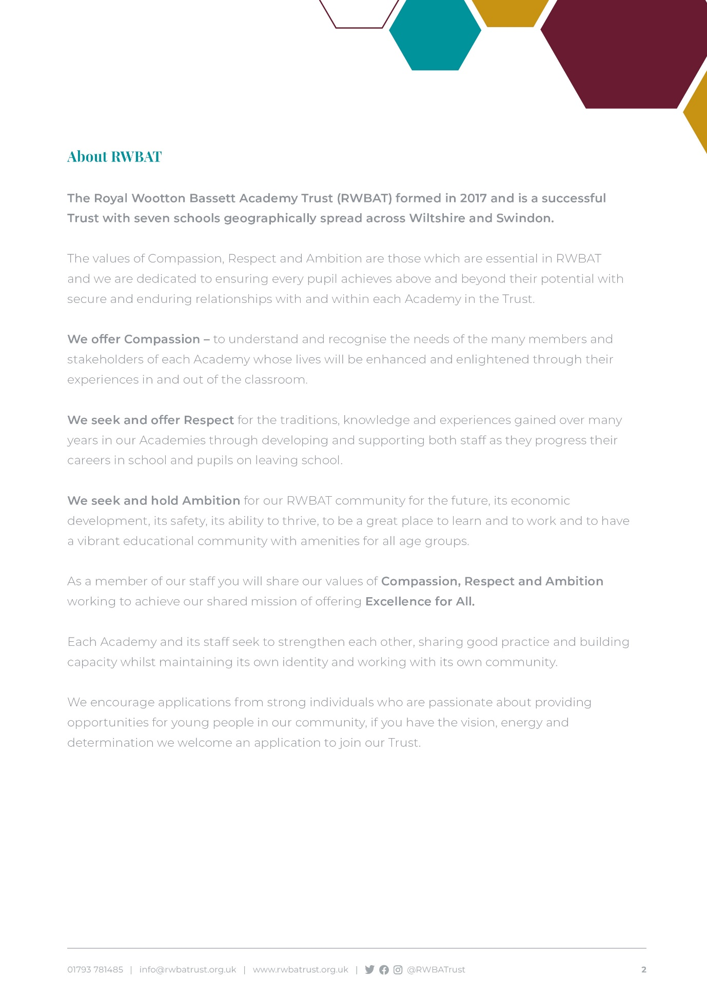 About RWBAT
The Royal Wootton Bassett Academy Trust (RWBAT) formed in 2017 and is a successful
Trust with seven schools geographically spread across Wiltshire and Swindon.
The values of Compassion, Respect and Ambition are those which are essential in RWBAT
and we are dedicated to ensuring every pupil achieves above and beyond their potential with
secure and enduring relationships with and within each Academy in the Trust.
We offer Compassion – to understand and recognise the needs of the many members and
stakeholders of each Academy whose lives will be enhanced and enlightened through their
experiences in and out of the classroom.
We seek and offer Respect for the traditions, knowledge and experiences gained over many
years in our Academies through developing and supporting both staff as they progress their
careers in school and pupils on leaving school.
We seek and hold Ambition for our RWBAT community for the future, its economic
development, its safety, its ability to thrive, to be a great place to learn and to work and to have
a vibrant educational community with amenities for all age groups.
As a member of our staff you will share our values of Compassion, Respect and Ambition
working to achieve our shared mission of offering Excellence for All.
Each Academy and its staff seek to strengthen each other, sharing good practice and building
capacity whilst maintaining its own identity and working with its own community.
We encourage applications from strong individuals who are passionate about providing
opportunities for young people in our community, if you have the vision, energy and
determination we welcome an application to join our Trust.
01793 781485 | info@rwbatrust.org.uk | www.rwbatrust.org.uk | @RWBATrust 2